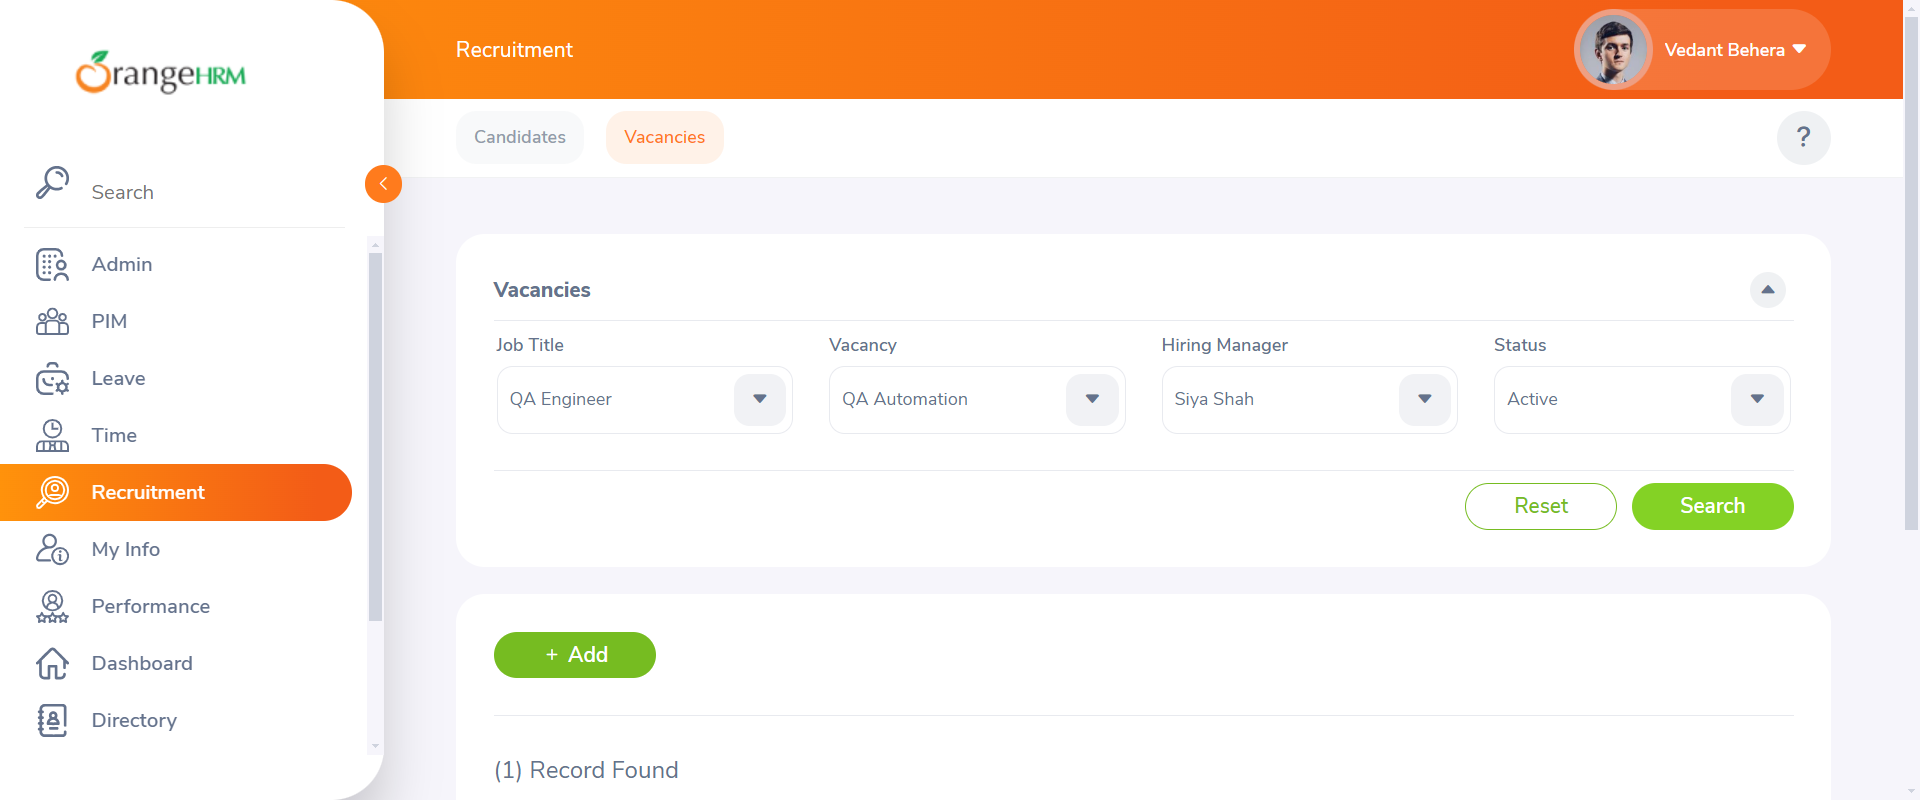 OrangeHRM
Search
Admin
PIM
Leave
Time
Recruitment
My Info
Performance
Dashboard
Directory
Recruitment
Vedant Behera
Candidates
Vacancies
?
Vacancies
Job Title
Vacancy
Hiring Manager
Status
QA Engineer
QA Automation
Siya Shah
Active
Reset
Search
+ Add
(1) Record Found